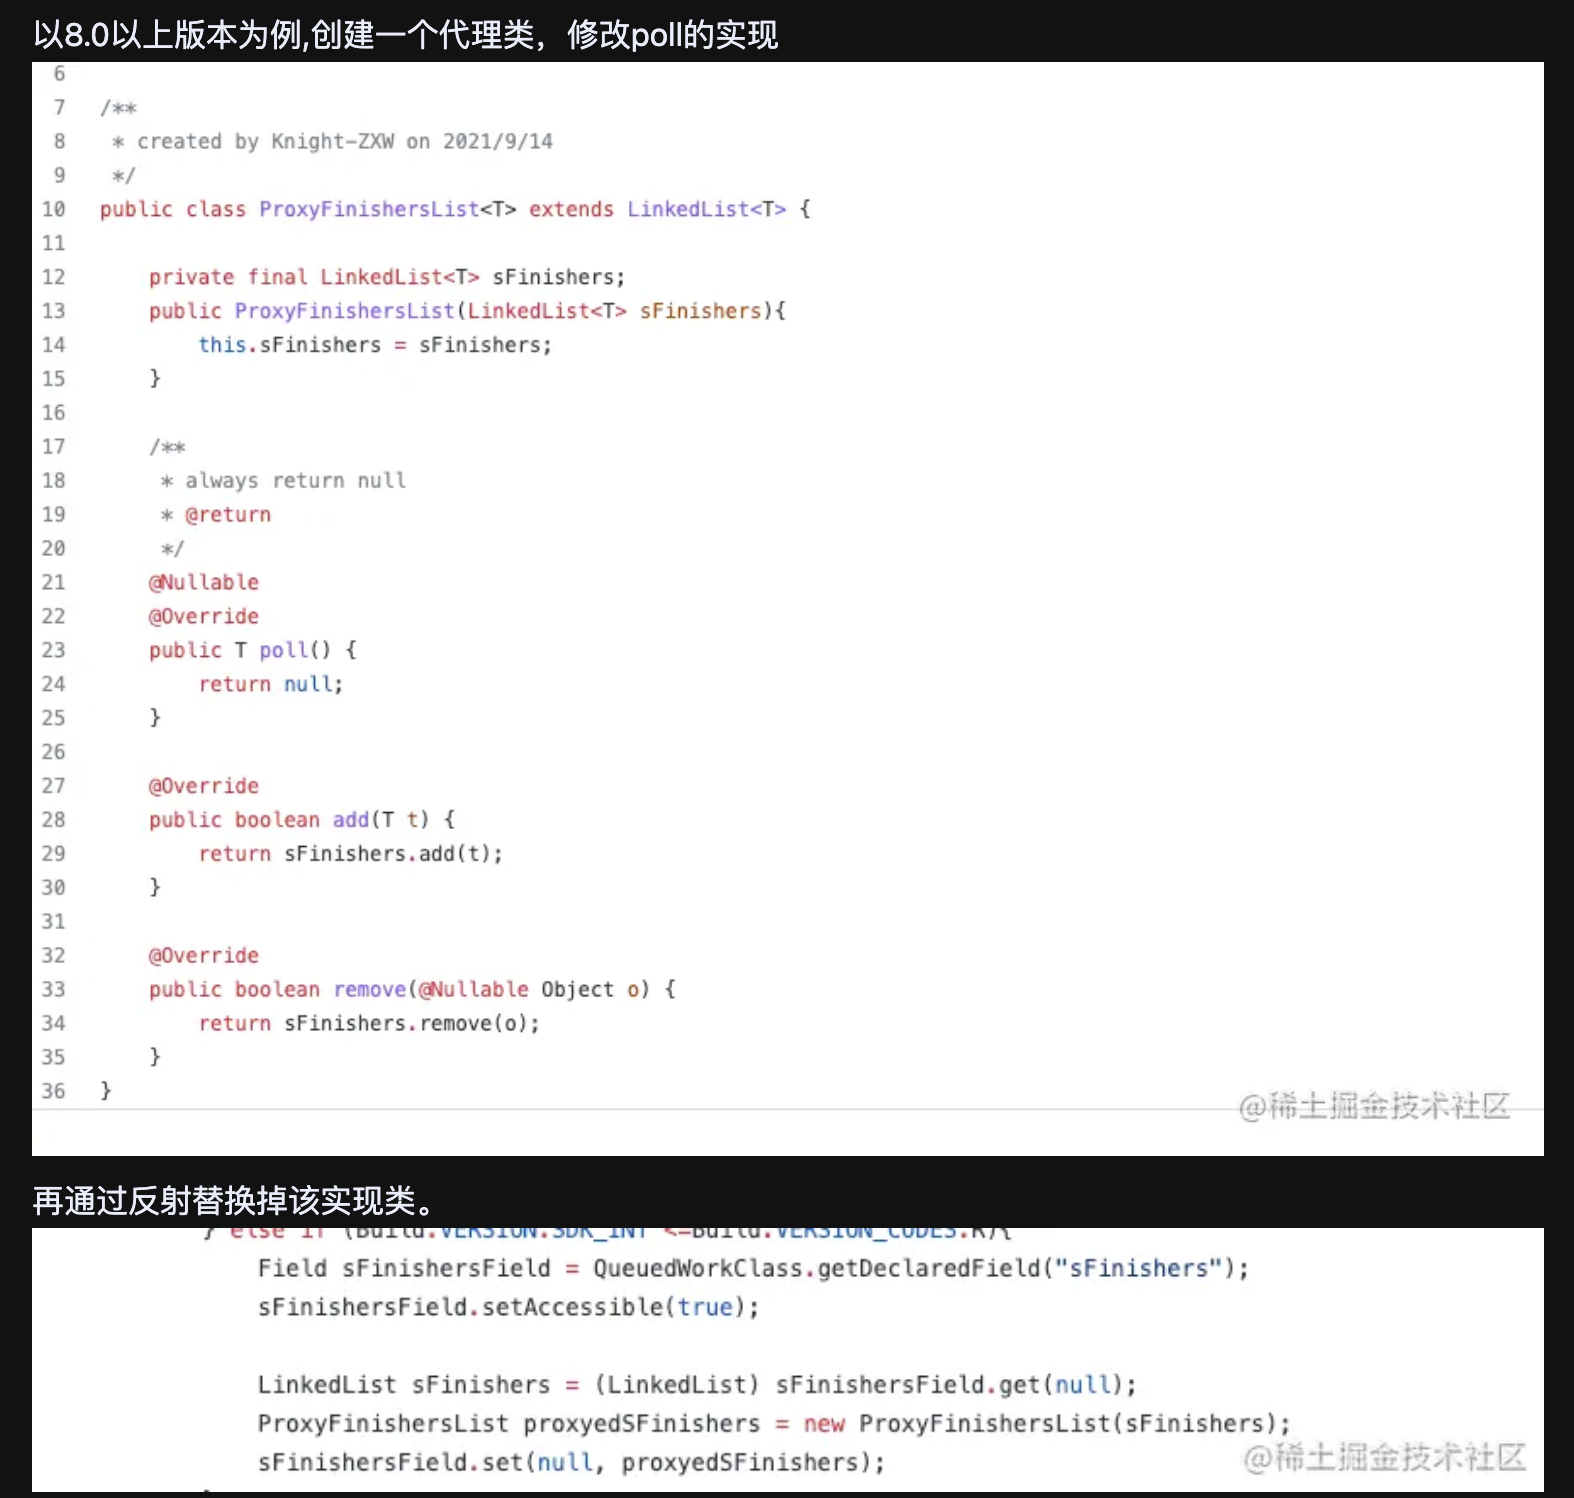 以8.0以上版本为例,创建一个代理类，修改poll的实现
6
7 /**
8 * created by Knight-ZXW on 2021/9/14
9 */
10 public class ProxyFinishersList<T> extends LinkedList<T> {
11
12 private final LinkedList<T> sFinishers;
13 public ProxyFinishersList(LinkedList<T> sFinishers){
14 this.sFinishers = sFinishers;
15 }
16
17 /**
18 * always return null
19 * @return
20 */
21 @Nullable
22 @Override
23 public T poll() {
24 return null;
25 }
26
27 @Override
28 public boolean add(T t) {
29 return sFinishers.add(t);
30 }
31
32 @Override
33 public boolean remove(@Nullable Object o) {
34 return sFinishers.remove(o);
35 }
36 }
@稀土掘金技术社区
再通过反射替换掉该实现类。
} else if (Build.VERSION.SDK_INT <=Build.VERSION_CODES.R){
Field sFinishersField = QueuedWorkClass.getDeclaredField("sFinishers");
sFinishersField.setAccessible(true);
LinkedList sFinishers = (LinkedList) sFinishersField.get(null);
ProxyFinishersList proxyedSFinishers = new ProxyFinishersList(sFinishers);
sFinishersField.set(null, proxyedSFinishers);
@稀土掘金技术社区